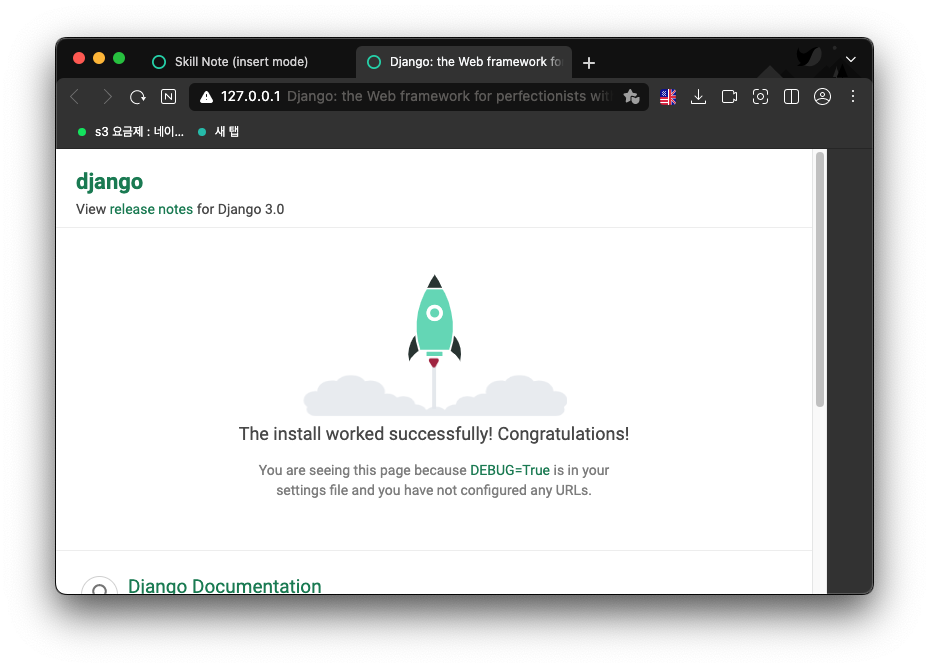 Skill Note (insert mode)
Django: the Web framework fo
127.0.0.1 Django: the Web framework for perfectionists wit
s3 요금제 : 네이...
새 탭
django
View release notes for Django 3.0
The install worked successfully! Congratulations!
You are seeing this page because DEBUG=True is in your
settings file and you have not configured any URLs.
Django Documentation